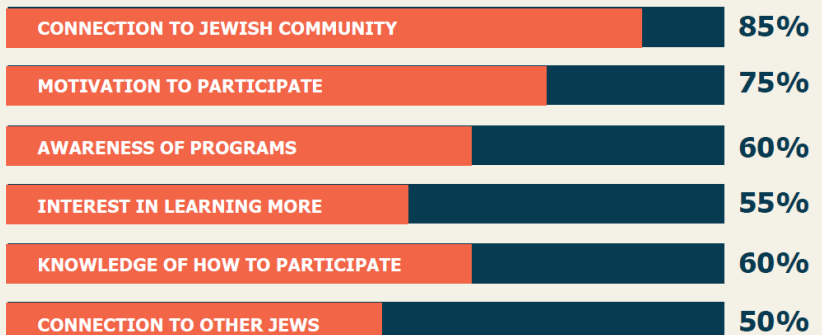 CONNECTION TO JEWISH COMMUNITY 85%
MOTIVATION TO PARTICIPATE 75%
AWARENESS OF PROGRAMS 60%
INTEREST IN LEARNING MORE 55%
KNOWLEDGE OF HOW TO PARTICIPATE 60%
CONNECTION TO OTHER JEWS 50%